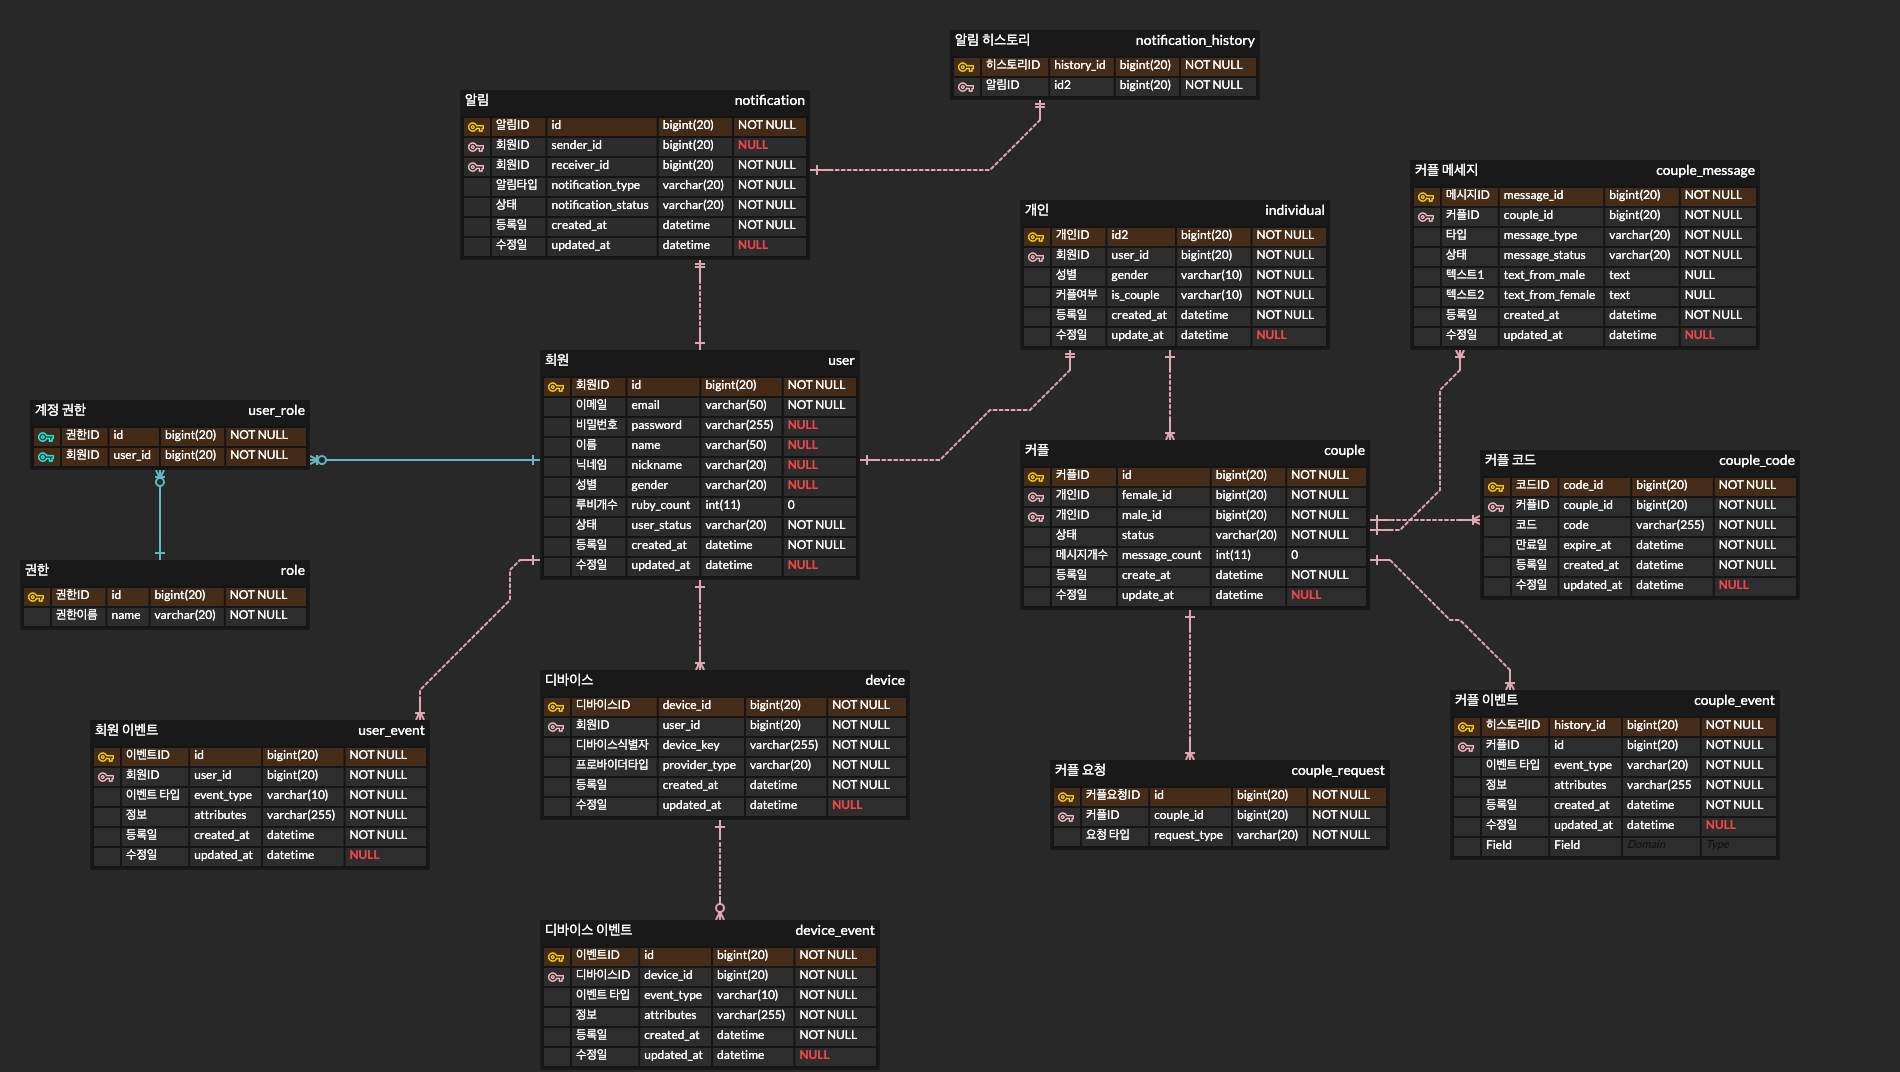 알림 히스토리 notification_history
히스토리ID history_id bigint(20) NOT NULL
알림ID id2 bigint(20) NOT NULL
알림 notification
알림ID id bigint(20) NOT NULL
회원ID sender_id bigint(20) NULL
회원ID receiver_id bigint(20) NOT NULL
알림타입 notification_type varchar(20) NOT NULL
상태 notification_status varchar(20) NOT NULL
등록일 created_at datetime NOT NULL
수정일 updated_at datetime NULL
커플 메세지 couple_message
메시지ID message_id bigint(20) NOT NULL
커플ID couple_id bigint(20) NOT NULL
타입 message_type varchar(20) NOT NULL
상태 message_status varchar(20) NOT NULL
텍스트1 text_from_male text NULL
텍스트2 text_from_female text NULL
등록일 created_at datetime NOT NULL
수정일 updated_at datetime NULL
개인 individual
개인ID id2 bigint(20) NOT NULL
회원ID user_id bigint(20) NOT NULL
성별 gender varchar(10) NOT NULL
커플여부 is_couple varchar(10) NOT NULL
등록일 created_at datetime NOT NULL
수정일 update_at datetime NULL
회원 user
회원ID id bigint(20) NOT NULL
이메일 email varchar(50) NOT NULL
비밀번호 password varchar(255) NULL
이름 name varchar(50) NULL
닉네임 nickname varchar(20) NULL
성별 gender varchar(20) NULL
루비개수 ruby_count int(11) 0
상태 user_status varchar(20) NOT NULL
등록일 created_at datetime NOT NULL
수정일 updated_at datetime NULL
계정 권한 user_role
권한ID id bigint(20) NOT NULL
회원ID user_id bigint(20) NOT NULL
커플 couple
커플ID id bigint(20) NOT NULL
개인ID female_id bigint(20) NOT NULL
개인ID male_id bigint(20) NOT NULL
상태 status varchar(20) NOT NULL
메시지개수 message_count int(11) 0
등록일 create_at datetime NOT NULL
수정일 update_at datetime NULL
커플 코드 couple_code
코드ID code_id bigint(20) NOT NULL
커플ID couple_id bigint(20) NOT NULL
코드 code varchar(255) NOT NULL
만료일 expire_at datetime NOT NULL
등록일 created_at datetime NOT NULL
수정일 updated_at datetime NULL
권한 role
권한ID id bigint(20) NOT NULL
권한이름 name varchar(20) NOT NULL
디바이스 device
디바이스ID device_id bigint(20) NOT NULL
회원ID user_id bigint(20) NOT NULL
디바이스식별자 device_key varchar(255) NOT NULL
프로바이더타입 provider_type varchar(20) NOT NULL
등록일 created_at datetime NOT NULL
수정일 updated_at datetime NULL
회원 이벤트 user_event
이벤트ID id bigint(20) NOT NULL
회원ID user_id bigint(20) NOT NULL
이벤트 타입 event_type varchar(10) NOT NULL
정보 attributes varchar(255) NOT NULL
등록일 created_at datetime NOT NULL
수정일 updated_at datetime NULL
커플 이벤트 couple_event
히스토리ID history_id bigint(20) NOT NULL
커플ID id bigint(20) NOT NULL
이벤트 타입 event_type varchar(20) NOT NULL
정보 attributes varchar(255 NOT NULL
등록일 created_at datetime NOT NULL
수정일 updated_at datetime NULL
Field Field Domain Type
커플 요청 couple_request
커플요청ID id bigint(20) NOT NULL
커플ID couple_id bigint(20) NOT NULL
요청 타입 request_type varchar(20) NOT NULL
디바이스 이벤트 device_event
이벤트ID id bigint(20) NOT NULL
디바이스ID device_id bigint(20) NOT NULL
이벤트 타입 event_type varchar(10) NOT NULL
정보 attributes varchar(255) NOT NULL
등록일 created_at datetime NOT NULL
수정일 updated_at datetime NULL